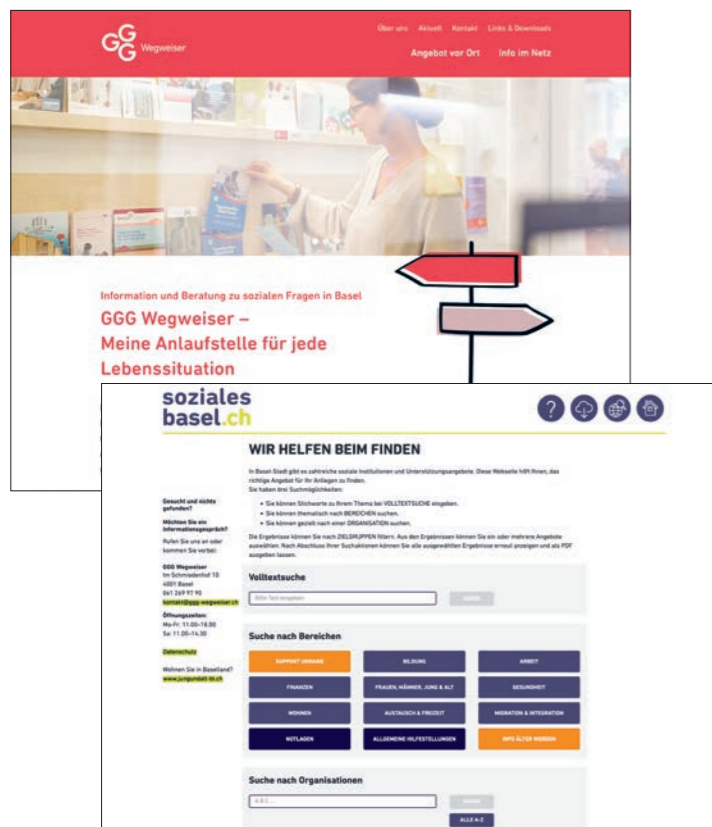 GGG Wegweiser
Über uns Aktuell Kontakt Links & Downloads
Angebot vor Ort Info im Netz
Information und Beratung zu sozialen Fragen in Basel
GGG Wegweiser –
Meine Anlaufstelle für jede
Lebenssituation
soziales
basel.ch
?
WIR HELFEN BEIM FINDEN
In Basel-Stadt gibt es zahlreiche soziale Institutionen und Unterstützungsangebote. Diese Webseite hilft Ihnen, das
richtige Angebot für Ihr Anliegen zu finden.
Sie haben drei Suchmöglichkeiten:
• Sie können Stichworte zu Ihrem Thema bei VOLLTEXTSUCHE eingeben.
• Sie können thematisch nach BEREICHEN suchen.
• Sie können gezielt nach einer ORGANISATION suchen.
Die Ergebnisse können Sie nach ZIELGRUPPEN filtern. Aus den Ergebnissen können Sie ein oder mehrere Angebote
auswählen. Nach Abschluss Ihrer Suchaktionen können Sie alle ausgewählten Ergebnisse erneut anzeigen und als PDF
ausgeben lassen.
Gesucht und nichts
gefunden?
Möchten Sie ein
Informationsgespräch?
Rufen Sie uns an oder
kommen Sie vorbei:
GGG Wegweiser
Im Schmiedenhof 10
4001 Basel
061 269 97 90
kontakt@ggg-wegweiser.ch
Öffnungszeiten:
Mo-Fr: 11.00–18.00
Sa: 11.00–14.30
Datenschutz
Wohnen Sie in Baselland?
www.jungundalt-bl.ch
Volltextsuche
Bitte Text eingeben
Suche nach Bereichen
SUPPORT UKRAINE BILDUNG ARBEIT
FINANZEN FRAUEN, MÄNNER, JUNG & ALT GESUNDHEIT
WOHNEN AUSTAUSCH & FREIZEIT MIGRATION & INTEGRATION
NOTLAGEN ALLGEMEINE HILFESTELLUNGEN INFO ÄLTER WERDEN
Suche nach Organisationen
A B C ...
ALLE A-Z